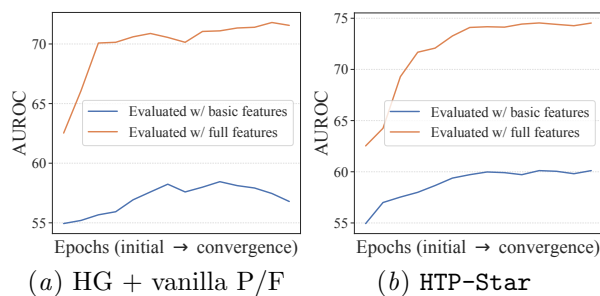 AUROC
70
65
60
55
Evaluated w/ basic features
Evaluated w/ full features
Epochs (initial → convergence)
(a) HG + vanilla P/F
AUROC
75
70
65
60
55
Evaluated w/ basic features
Evaluated w/ full features
Epochs (initial → convergence)
(b) HTP-Star